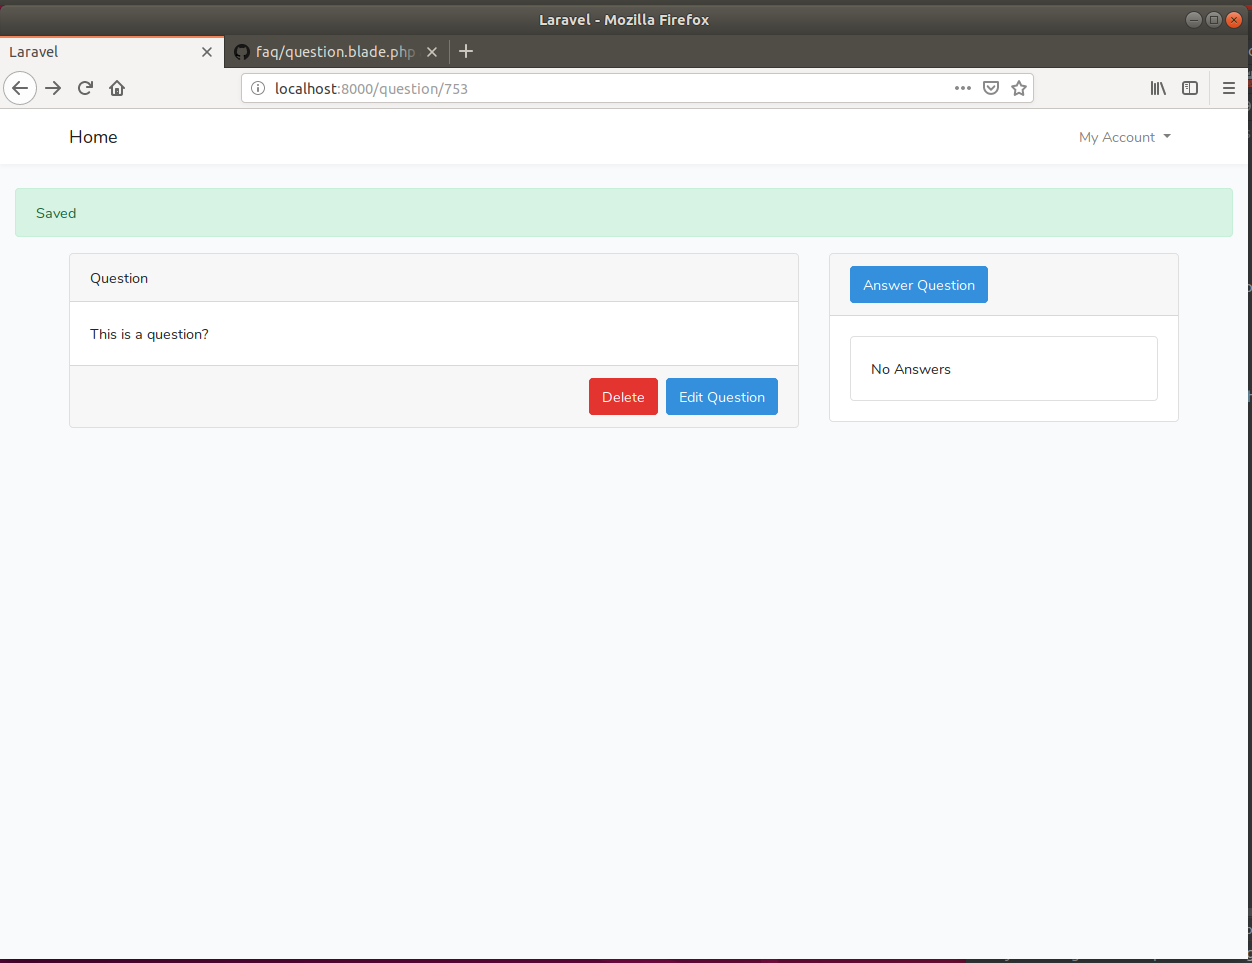 Laravel - Mozilla Firefox
Laravel
faq/question.blade.php
localhost:8000/question/753
Home
My Account
Saved
Question
This is a question?
Delete
Edit Question
Answer Question
No Answers